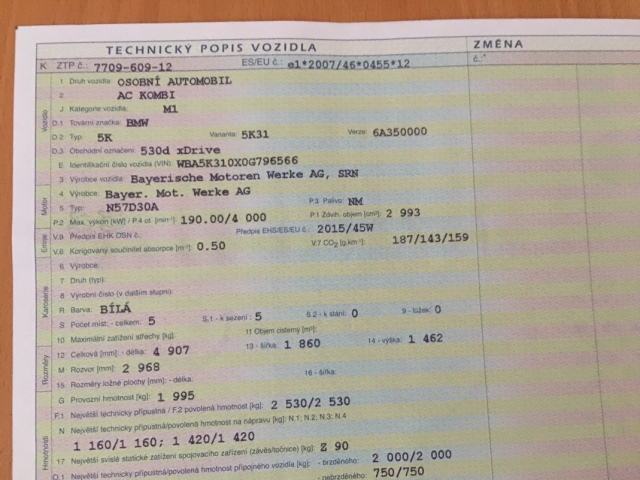 TECHNICKÝ POPIS VOZIDLA
ZMĚNA
K ZTP č.: 7709-609-12 ES/EU č.: e1*2007/46*0455*12 č.:*
Vozidlo
1 Druh vozidla: OSOBNÍ AUTOMOBIL
2 AC KOMBI
J Kategorie vozidla: M1
D.1 Tovární značka: BMW
D.2 Typ: 5K Varianta: 5K31 Verze: 6A350000
D.3 Obchodní označení: 530d xDrive
E Identifikační číslo vozidla (VIN): WBA5K310X0G796566
3 Výrobce vozidla: Bayerische Motoren Werke AG, SRN
Motor
4 Výrobce: Bayer. Mot. Werke AG
5 Typ: N57D30A P.3 Palivo: NM
P.2 Max. výkon [kW] / P.4 ot. [min⁻¹]: 190.00/4 000 P.1 Zdvih. objem [cm³]: 2 993
Emise
V.9 Předpis EHK OSN č.: Předpis EHS/ES/EU č.: 2015/45W
V.6 Korigovaný součinitel absorpce [m⁻¹]: 0.50 V.7 CO₂ [g.km⁻¹]: 187/143/159
Karosérie
6 Výrobce:
7 Druh (typ):
8 Výrobní číslo (v dalším stupni):
R Barva: BÍLÁ
S Počet míst: - celkem: 5 S.1 - k sezení: 5 S.2 - k stání: 0 9 - lůžek: 0
10 Maximální zatížení střechy [kg]: 11 Objem cisterny [m³]:
Rozměry
12 Celková [mm]: - délka: 4 907 13 - šířka: 1 860 14 - výška: 1 462
M Rozvor [mm]: 2 968
15 Rozměry ložné plochy [mm]: - délka: 16 - šířka:
Hmotnosti
G Provozní hmotnost [kg]: 1 995
F.1 Největší technicky přípustná / F.2 povolená hmotnost [kg]: 2 530/2 530
N Největší technicky přípustná/povolená hmotnost na nápravu [kg]: N.1; N.2; N.3; N.4
1 160/1 160; 1 420/1 420
17 Největší svislé statické zatížení spojovacího zařízení (závěs/točnice) [kg]: Z 90
O.1 Největší technicky přípustná/povolená hmotnost přípojného vozidla [kg]: - brzděného: 2 000/2 000
- nebrzděného: 750/750